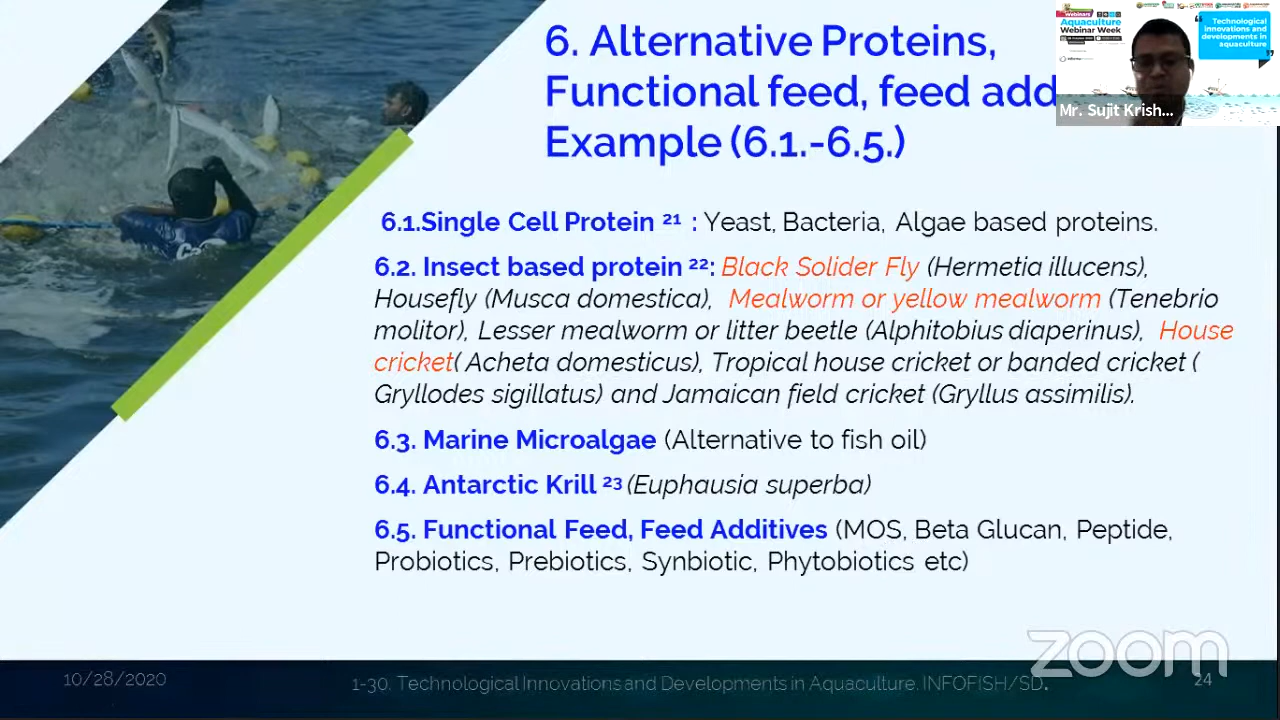 6. Alternative Proteins,
Functional feed, feed add
Example (6.1.-6.5.)
Webinars
Aquaculture
Webinar Week
Technological
innovations and
developments in
aquaculture
Mr. Sujit Krish...
6.1.Single Cell Protein 21 : Yeast, Bacteria, Algae based proteins.
6.2. Insect based protein 22: Black Solider Fly (Hermetia illucens),
Housefly (Musca domestica), Mealworm or yellow mealworm (Tenebrio
molitor), Lesser mealworm or litter beetle (Alphitobius diaperinus), House
cricket( Acheta domesticus), Tropical house cricket or banded cricket (
Gryllodes sigillatus) and Jamaican field cricket (Gryllus assimilis).
6.3. Marine Microalgae (Alternative to fish oil)
6.4. Antarctic Krill 23 (Euphausia superba)
6.5. Functional Feed, Feed Additives (MOS, Beta Glucan, Peptide,
Probiotics, Prebiotics, Synbiotic, Phytobiotics etc)
zoom
10/28/2020
1-30. Technological Innovations and Developments in Aquaculture. INFOFISH/SD.
24